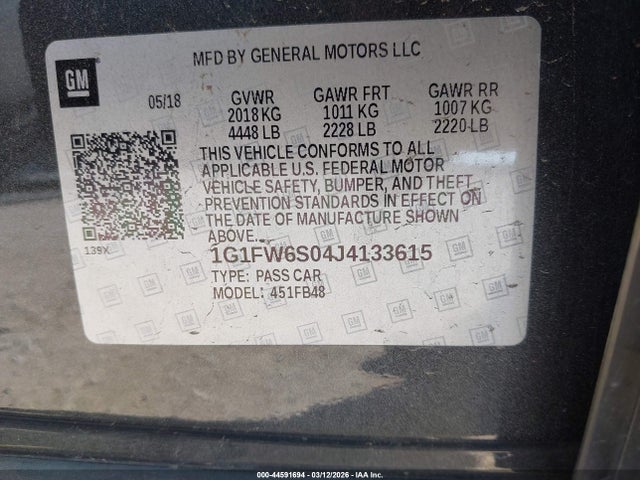 MFD BY GENERAL MOTORS LLC
GM
05/18 GVWR GAWR FRT GAWR RR
2018 KG 1011 KG 1007 KG
4448 LB 2228 LB 2220 LB
THIS VEHICLE CONFORMS TO ALL
APPLICABLE U.S. FEDERAL MOTOR
VEHICLE SAFETY, BUMPER, AND THEFT
PREVENTION STANDARDS IN EFFECT ON
THE DATE OF MANUFACTURE SHOWN
ABOVE.
139X
1G1FW6S04J4133615
TYPE: PASS CAR
MODEL: 451FB48
000-44591694 - 03/12/2026 - IAA Inc.